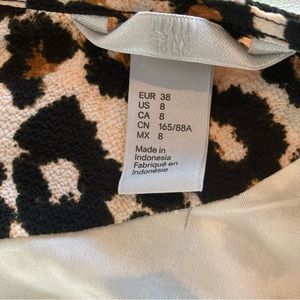 H&M
EUR 38
US 8
CA 8
CN 165/88A
MX 8
Made in
Indonesia
Fabriqué en
Indonésie